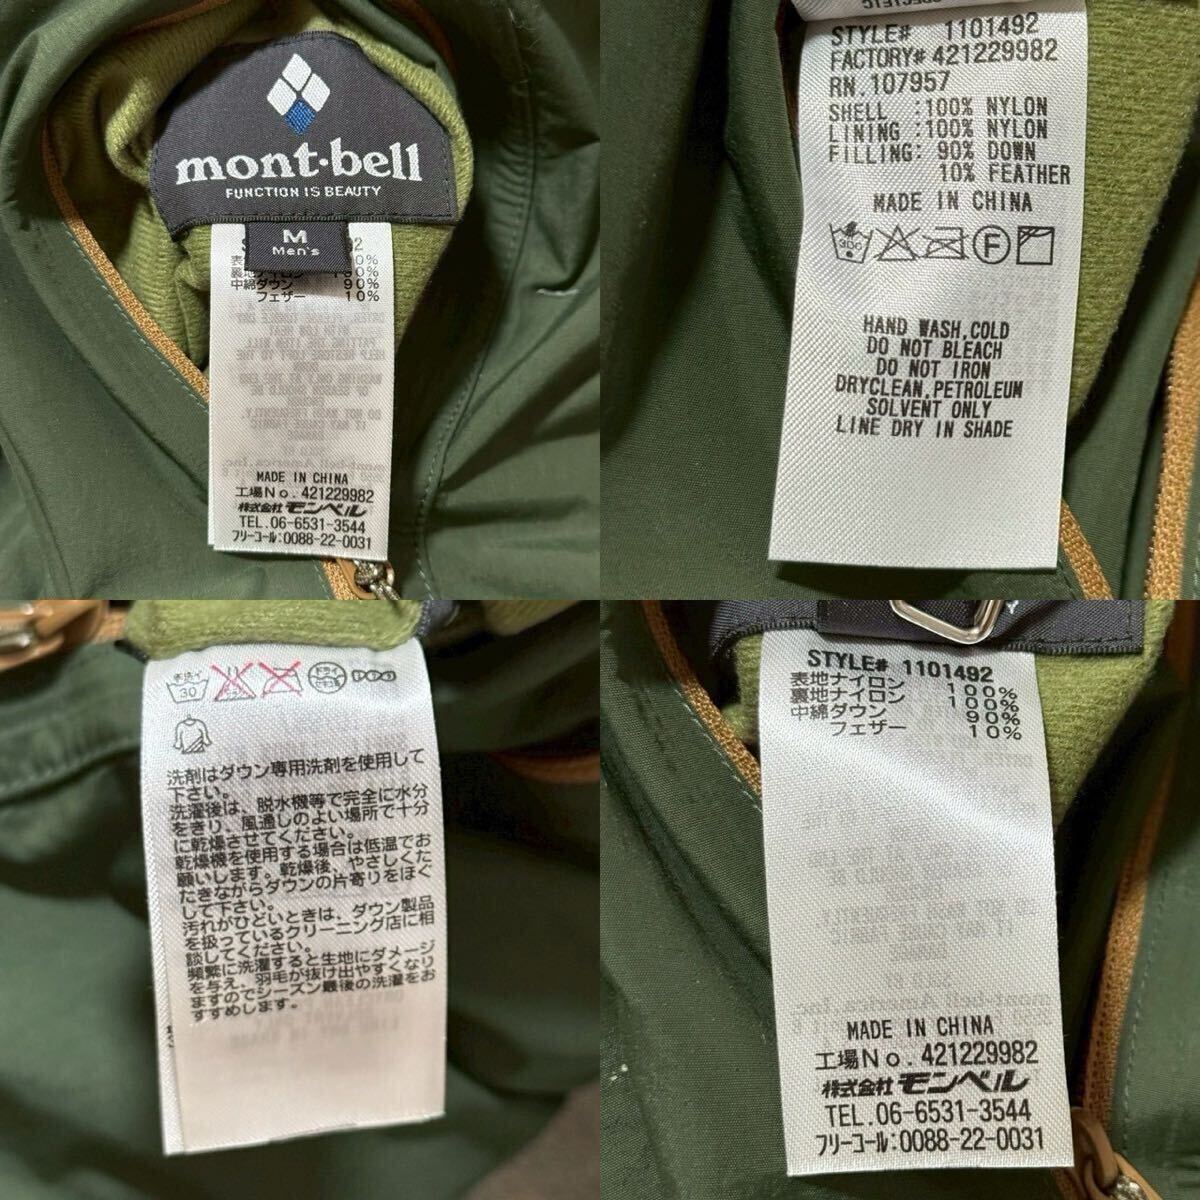 mont-bell
FUNCTION IS BEAUTY
M
Men's
裏地ナイロン
中綿ダウン 90%
フェザー 10%
MADE IN CHINA
工場No. 421229982
株式会社モンベル
TEL.06-6531-3544
フリーコール:0088-22-0031
STYLE# 1101492
FACTORY# 421229982
RN.107957
SHELL :100% NYLON
LINING :100% NYLON
FILLING: 90% DOWN
10% FEATHER
MADE IN CHINA
30C
F
HAND WASH,COLD
DO NOT BLEACH
DO NOT IRON
DRYCLEAN,PETROLEUM
SOLVENT ONLY
LINE DRY IN SHADE
手洗イ
30
洗剤はダウン専用洗剤を使用して
下さい。
洗濯後は、脱水機等で完全に水分
をきり、風通しのよい場所で十分
に乾燥させてください。
乾燥機を使用する場合は低温でお
願いします。乾燥後、やさしくた
たきながらダウンの片寄りをほぐ
して下さい。
汚れがひどいときは、ダウン製品
を扱っているクリーニング店に相
談してください。
頻繁に洗濯すると生地にダメージ
を与え、羽毛が抜け出やすくなり
ますのでシーズン最後の洗濯をお
すすめします。
STYLE# 1101492
表地ナイロン 100%
裏地ナイロン 100%
中綿ダウン 90%
フェザー 10%
MADE IN CHINA
工場No. 421229982
株式会社モンベル
TEL.06-6531-3544
フリーコール:0088-22-0031